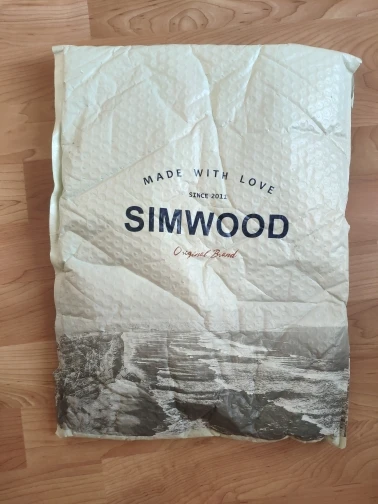 MADE WITH LOVE
SINCE 2011
SIMWOOD
Original Brand